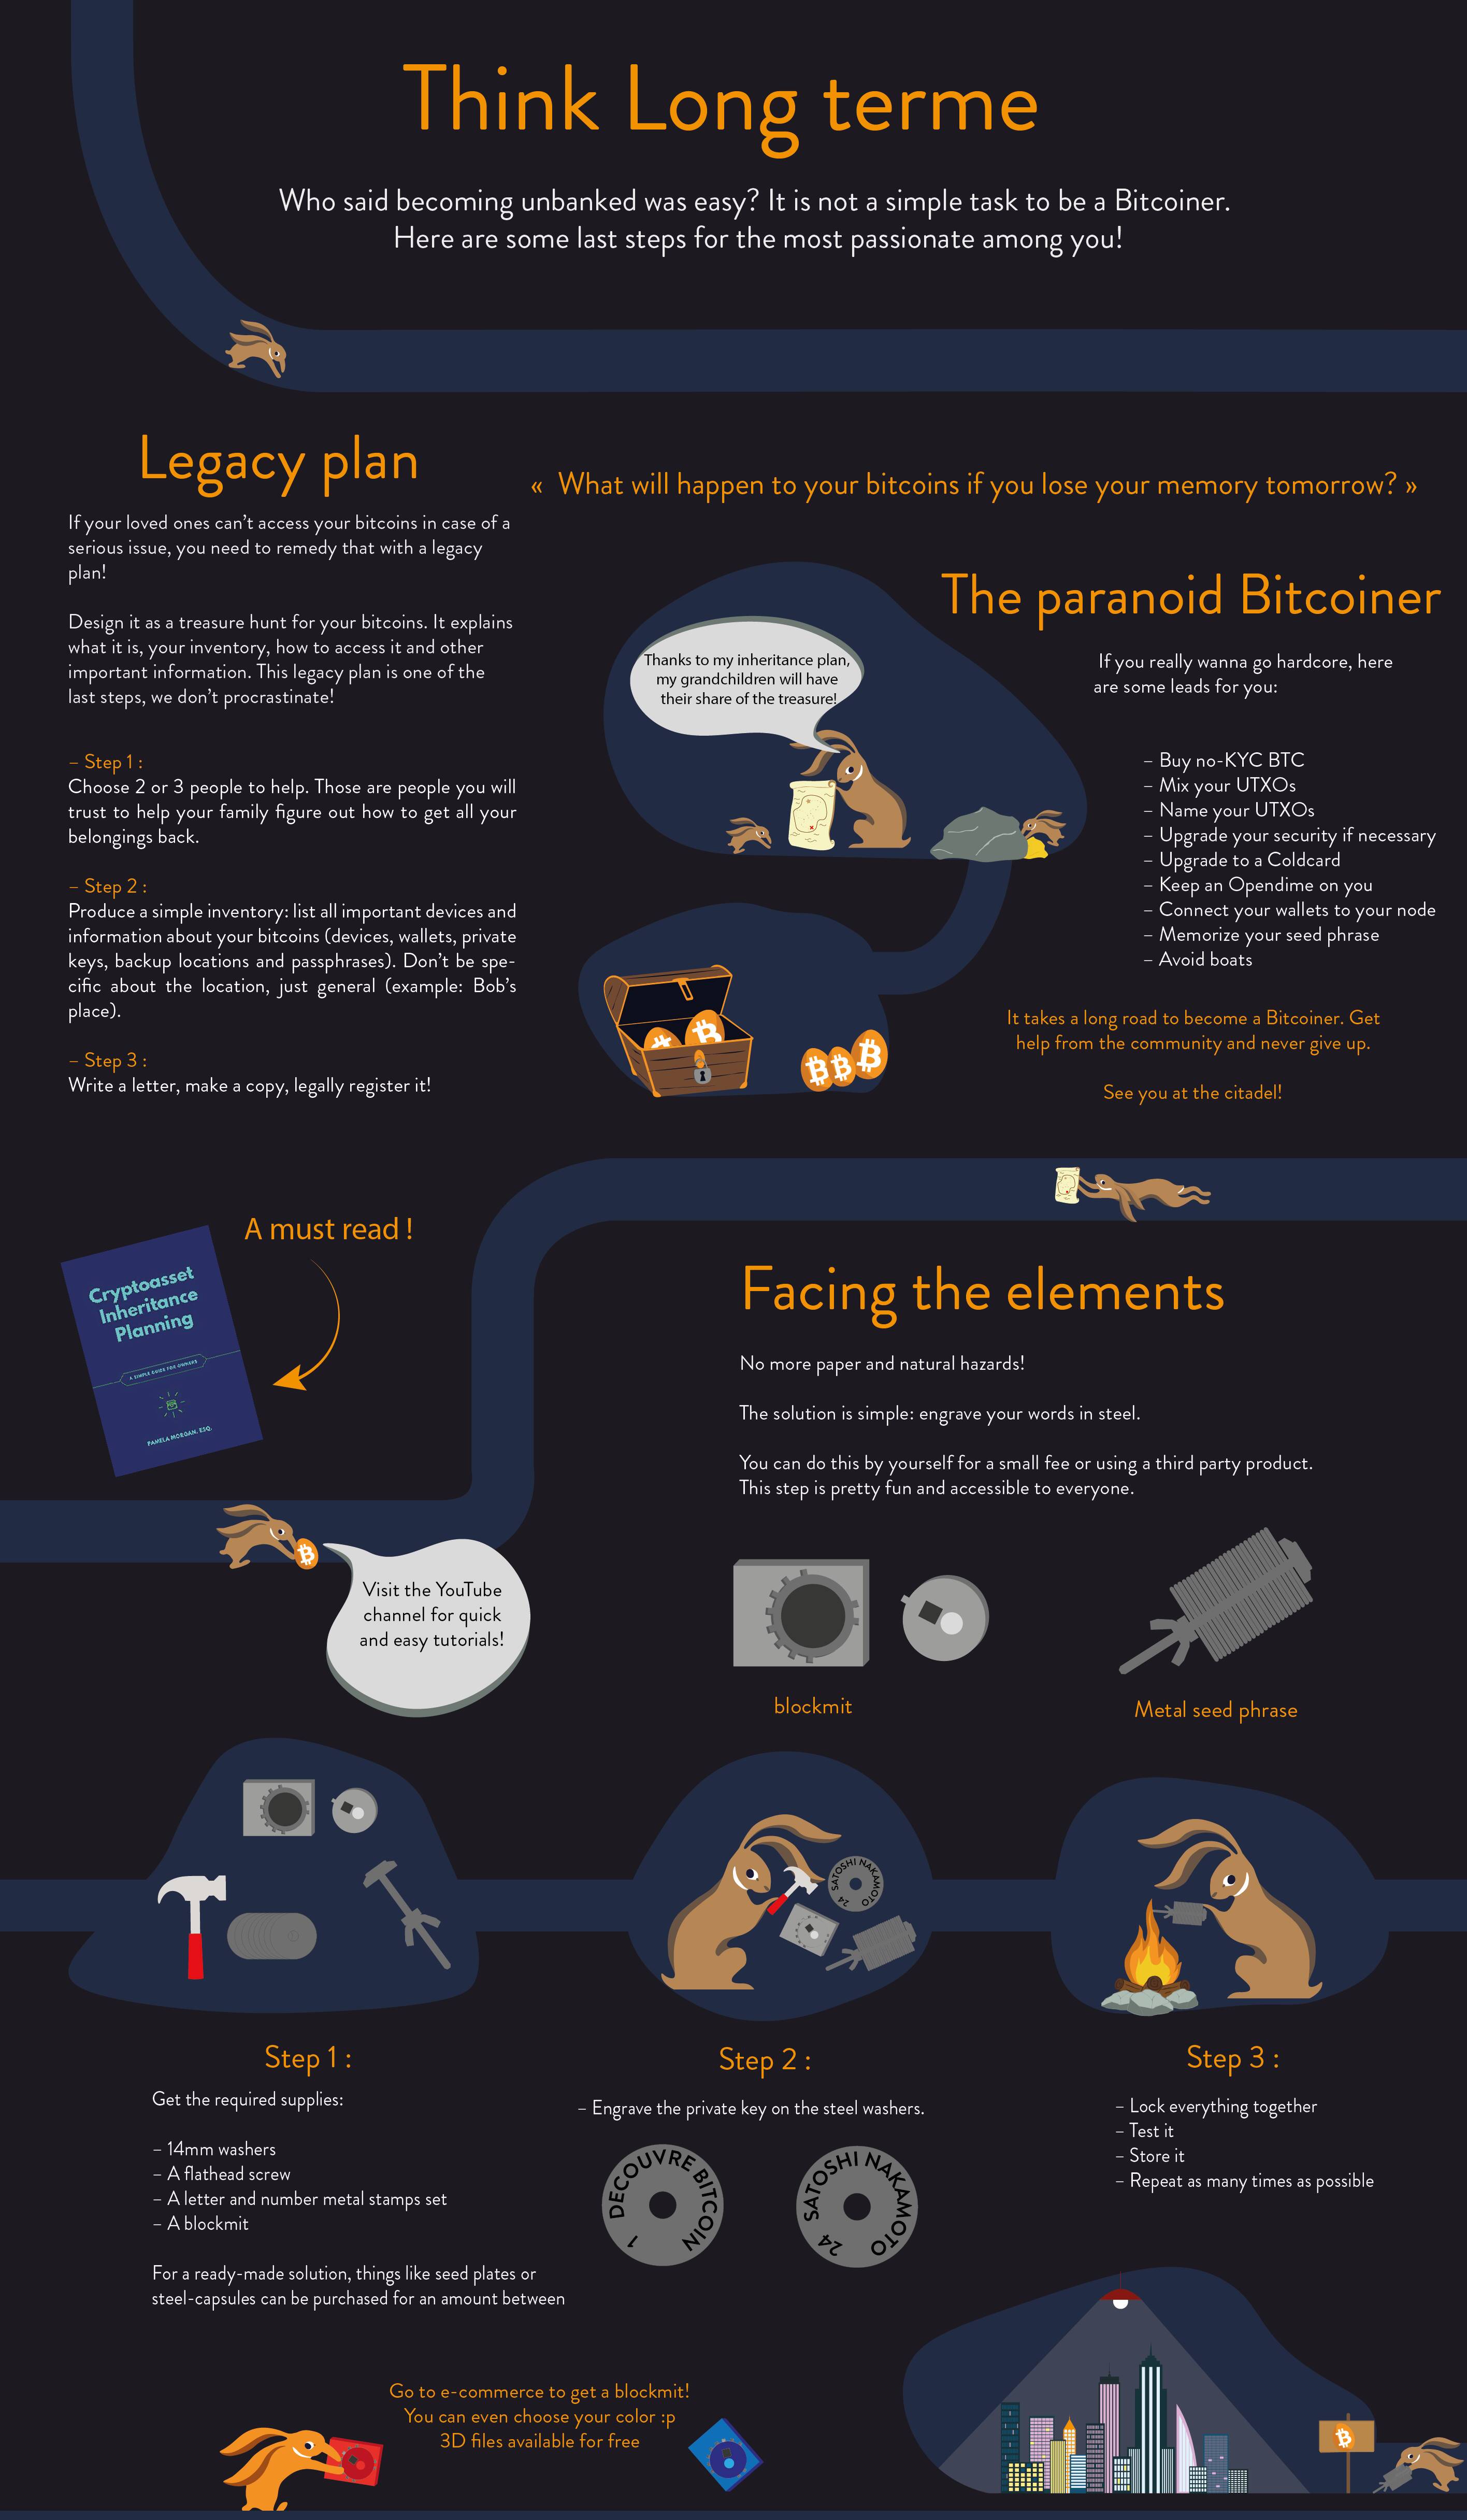 Think Long terme
Who said becoming unbanked was easy? It is not a simple task to be a Bitcoiner.
Here are some last steps for the most passionate among you!
Legacy plan
If your loved ones can't access your bitcoins in case of a
serious issue, you need to remedy that with a legacy
plan!
Design it as a treasure hunt for your bitcoins. It explains
what it is, your inventory, how to access it and other
important information. This legacy plan is one of the
last steps, we don't procrastinate!
– Step 1 :
Choose 2 or 3 people to help. Those are people you will
trust to help your family figure out how to get all your
belongings back.
– Step 2 :
Produce a simple inventory: list all important devices and
information about your bitcoins (devices, wallets, private
keys, backup locations and passphrases). Don't be spe-
cific about the location, just general (example: Bob's
place).
– Step 3 :
Write a letter, make a copy, legally register it!
« What will happen to your bitcoins if you lose your memory tomorrow? »
Thanks to my inheritance plan,
my grandchildren will have
their share of the treasure!
The paranoid Bitcoiner
If you really wanna go hardcore, here
are some leads for you:
– Buy no-KYC BTC
– Mix your UTXOs
– Name your UTXOs
– Upgrade your security if necessary
– Upgrade to a Coldcard
– Keep an Opendime on you
– Connect your wallets to your node
– Memorize your seed phrase
– Avoid boats
It takes a long road to become a Bitcoiner. Get
help from the community and never give up.
See you at the citadel!
A must read !
Cryptoasset
Inheritance
Planning
A SIMPLE GUIDE FOR OWNERS
PAMELA MORGAN, ESQ.
Visit the YouTube
channel for quick
and easy tutorials!
Facing the elements
No more paper and natural hazards!
The solution is simple: engrave your words in steel.
You can do this by yourself for a small fee or using a third party product.
This step is pretty fun and accessible to everyone.
blockmit
Metal seed phrase
SATOSHI NAKAMOTO
24
Step 1 :
Get the required supplies:
– 14mm washers
– A flathead screw
– A letter and number metal stamps set
– A blockmit
For a ready-made solution, things like seed plates or
steel-capsules can be purchased for an amount between
Step 2 :
– Engrave the private key on the steel washers.
DECOUVRE BITCOIN
1
SATOSHI NAKAMOTO
24
Step 3 :
– Lock everything together
– Test it
– Store it
– Repeat as many times as possible
Go to e-commerce to get a blockmit!
You can even choose your color :p
3D files available for free